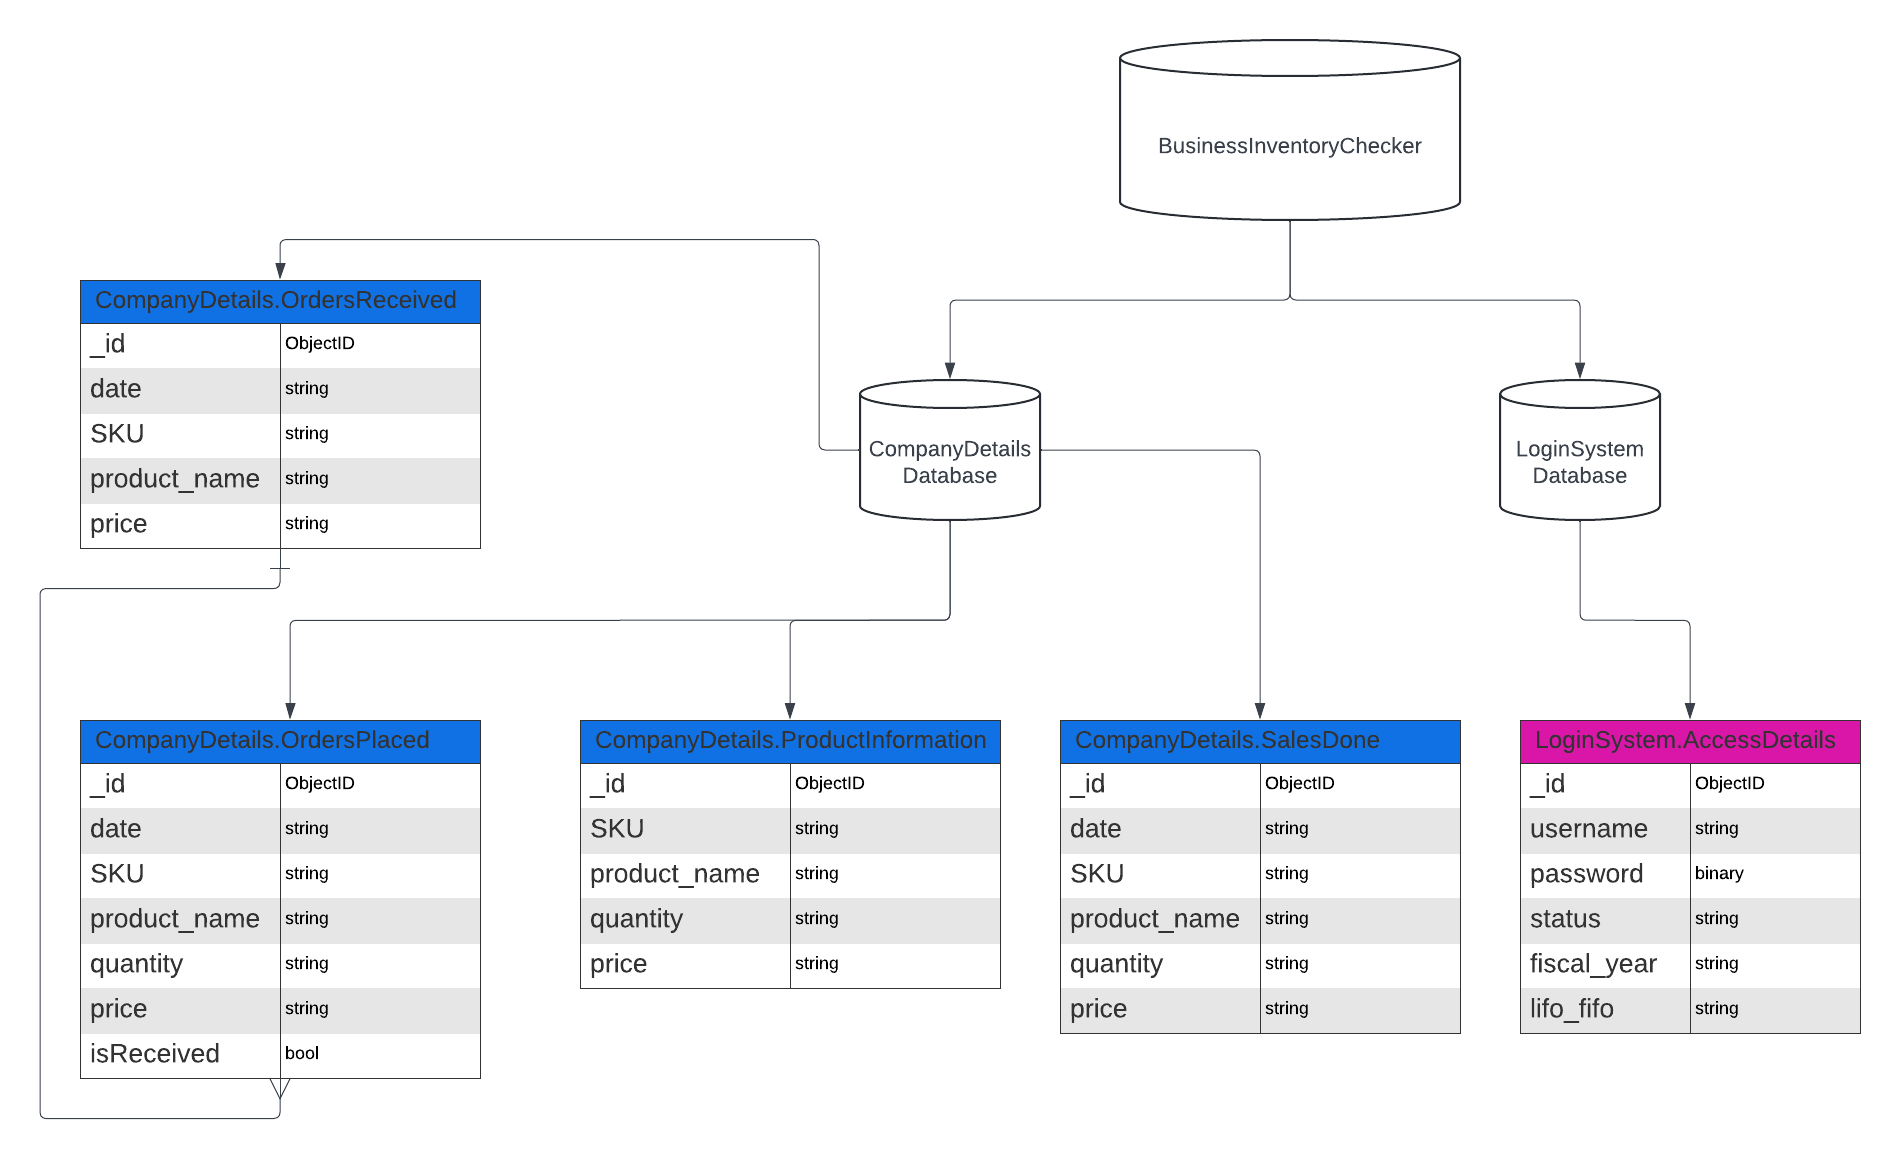 BusinessInventoryChecker
CompanyDetails.OrdersReceived
_id ObjectID
date string
SKU string
product_name string
price string
CompanyDetails
Database
LoginSystem
Database
CompanyDetails.OrdersPlaced
_id ObjectID
date string
SKU string
product_name string
quantity string
price string
isReceived bool
CompanyDetails.ProductInformation
_id ObjectID
SKU string
product_name string
quantity string
price string
CompanyDetails.SalesDone
_id ObjectID
date string
SKU string
product_name string
quantity string
price string
LoginSystem.AccessDetails
_id ObjectID
username string
password binary
status string
fiscal_year string
lifo_fifo string